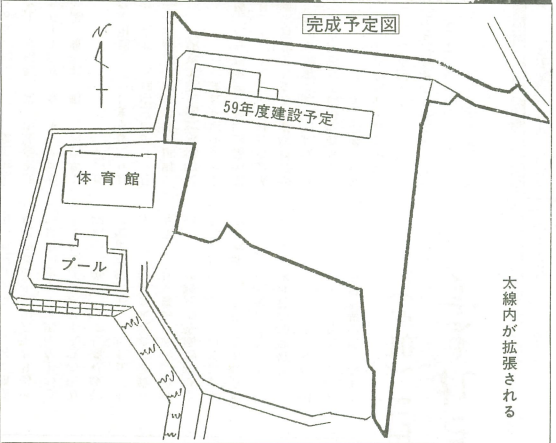 完成予定図
N
59年度建設予定
体育館
プール
太線内が拡張される